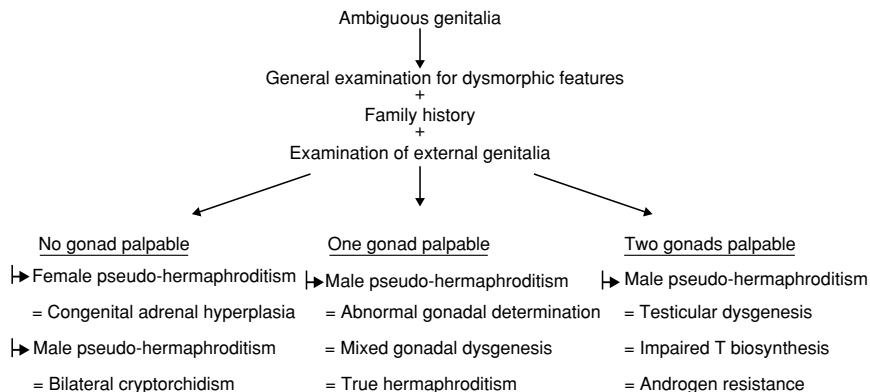 Ambiguous genitalia
General examination for dysmorphic features
+
Family history
+
Examination of external genitalia
No gonad palpable
Female pseudo-hermaphroditism
= Congenital adrenal hyperplasia
Male pseudo-hermaphroditism
= Bilateral cryptorchidism
One gonad palpable
Male pseudo-hermaphroditism
= Abnormal gonadal determination
= Mixed gonadal dysgenesis
= True hermaphroditism
Two gonads palpable
Male pseudo-hermaphroditism
= Testicular dysgenesis
= Impaired T biosynthesis
= Androgen resistance